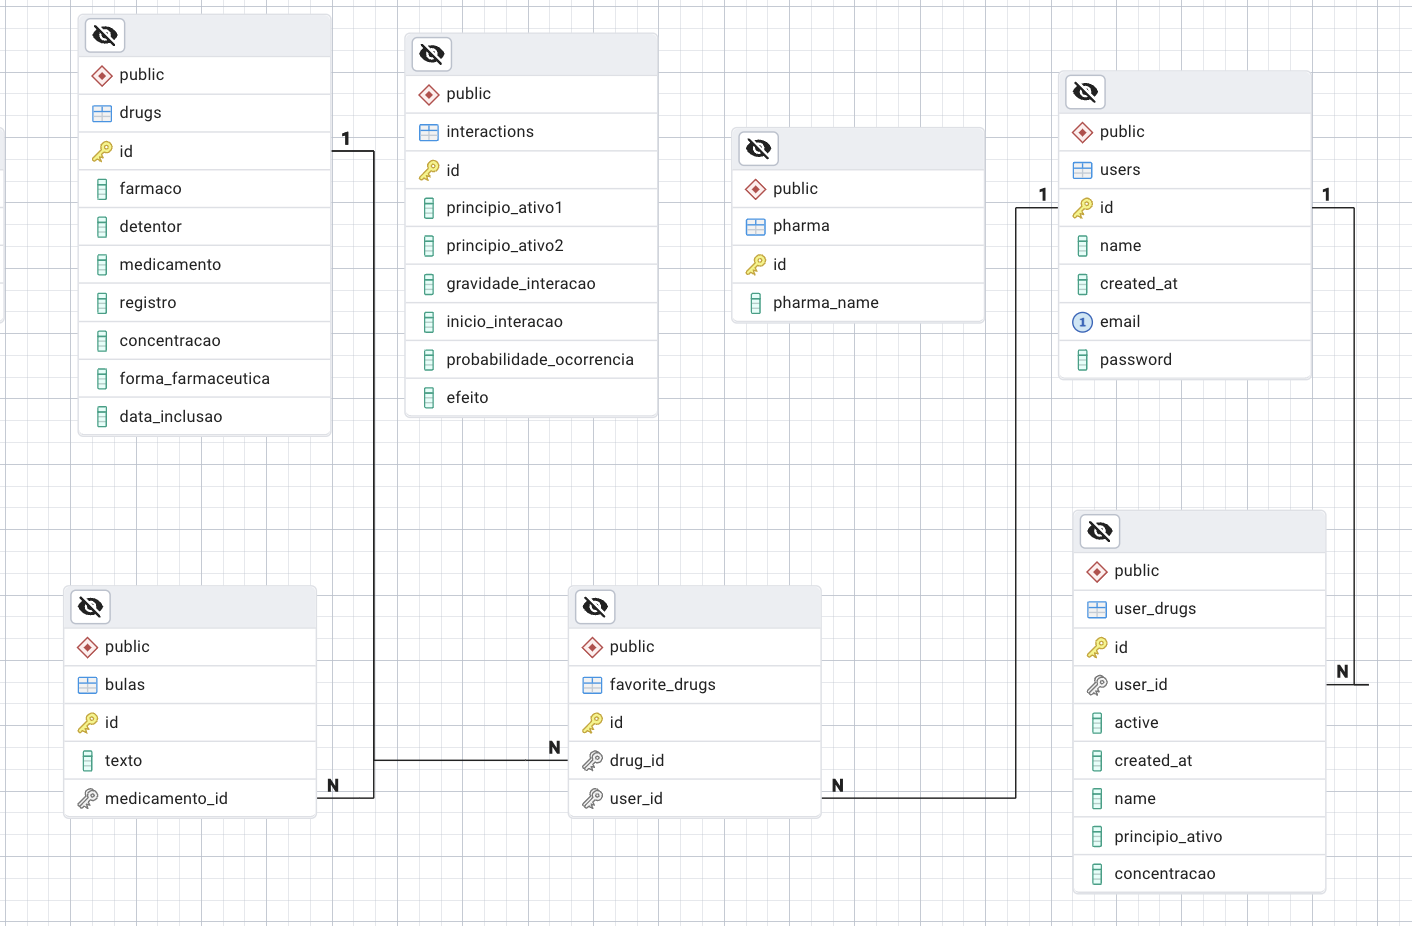 public
drugs
id
farmaco
detentor
medicamento
registro
concentracao
forma_farmaceutica
data_inclusao
1
public
interactions
id
principio_ativo1
principio_ativo2
gravidade_interacao
inicio_interacao
probabilidade_ocorrencia
efeito
public
pharma
id
pharma_name
1
public
users
id
name
created_at
1
email
password
1
public
bulas
id
texto
medicamento_id
N
N
public
favorite_drugs
id
drug_id
user_id
N
public
user_drugs
id
user_id
active
created_at
name
principio_ativo
concentracao
N